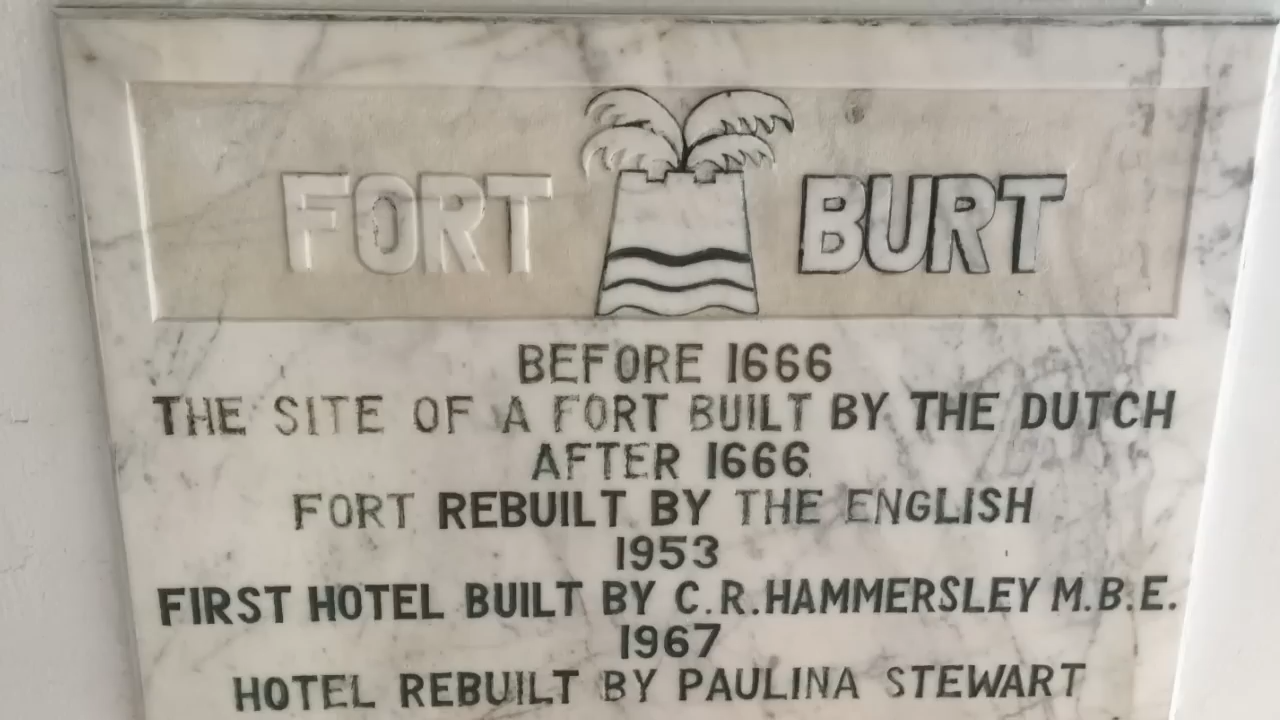 FORT BURT
BEFORE 1666
THE SITE OF A FORT BUILT BY THE DUTCH
AFTER 1666
FORT REBUILT BY THE ENGLISH
1953
FIRST HOTEL BUILT BY C.R.HAMMERSLEY M.B.E.
1967
HOTEL REBUILT BY PAULINA STEWART